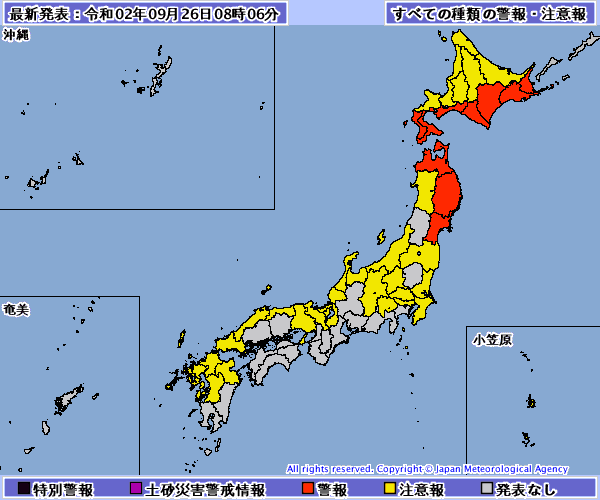 最新発表：令和02年09月26日08時06分
すべての種類の警報・注意報
沖縄
奄美
小笠原
All rights reserved. Copyright © Japan Meteorological Agency
特別警報 土砂災害警戒情報 警報 注意報 発表なし